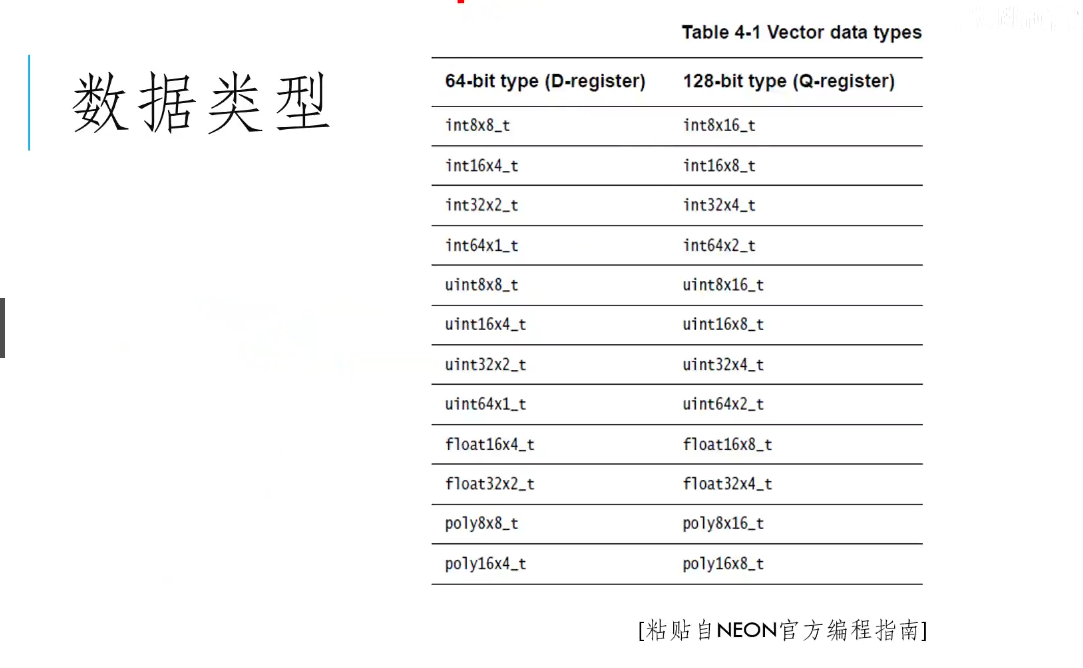 数据类型
Table 4-1 Vector data types
64-bit type (D-register) 128-bit type (Q-register)
int8x8_t int8x16_t
int16x4_t int16x8_t
int32x2_t int32x4_t
int64x1_t int64x2_t
uint8x8_t uint8x16_t
uint16x4_t uint16x8_t
uint32x2_t uint32x4_t
uint64x1_t uint64x2_t
float16x4_t float16x8_t
float32x2_t float32x4_t
poly8x8_t poly8x16_t
poly16x4_t poly16x8_t
[粘贴自NEON官方编程指南]